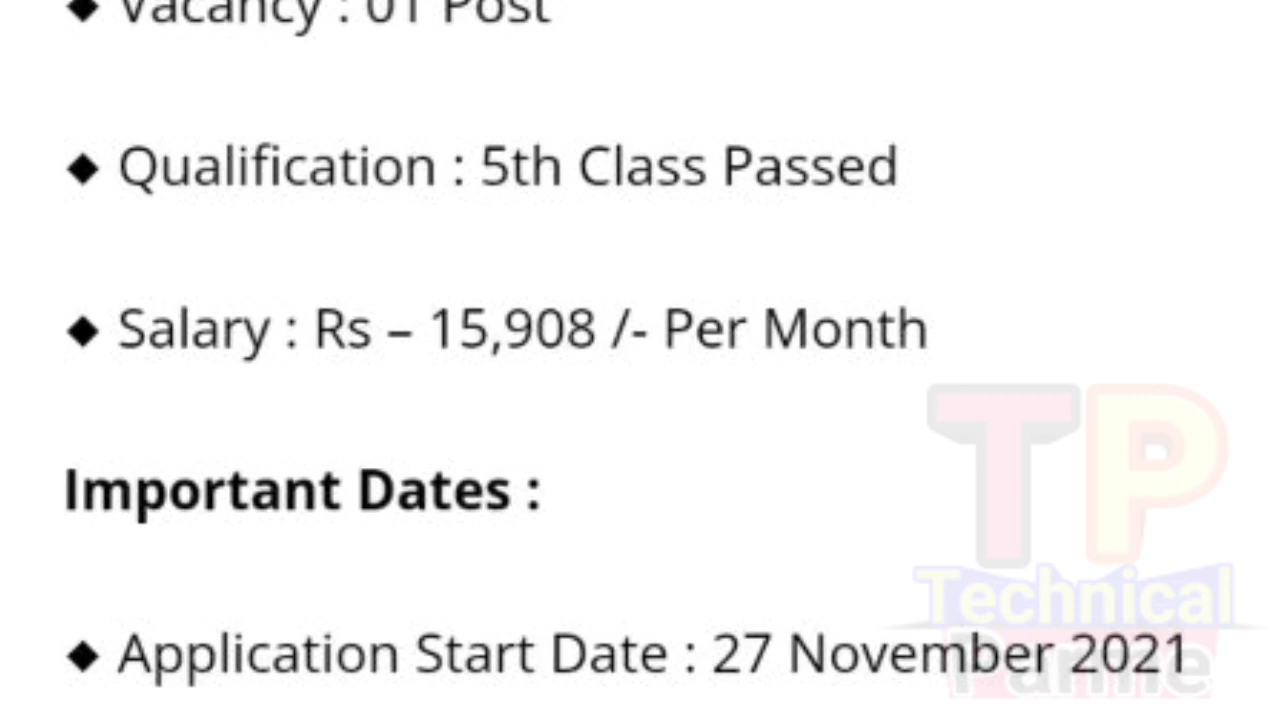 ◆ Vacancy : 01 Post
◆ Qualification : 5th Class Passed
◆ Salary : Rs – 15,908 /- Per Month
Important Dates :
◆ Application Start Date : 27 November 2021
TP
Technical